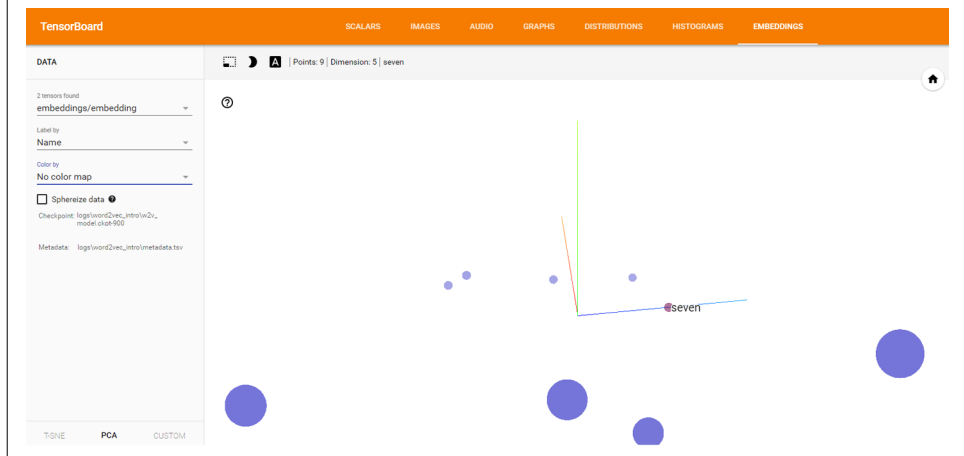 TensorBoard SCALARS IMAGES AUDIO GRAPHS DISTRIBUTIONS HISTOGRAMS EMBEDDINGS
DATA
A | Points: 9 | Dimension: 5 | seven
2 tensors found
embeddings/embedding
Label by
Name
Color by
No color map
Sphereize data
Checkpoint: logs\word2vec_intro\w2v_
model.ckpt-900
Metadata: logs\word2vec_intro\metadata.tsv
seven
T-SNE PCA CUSTOM